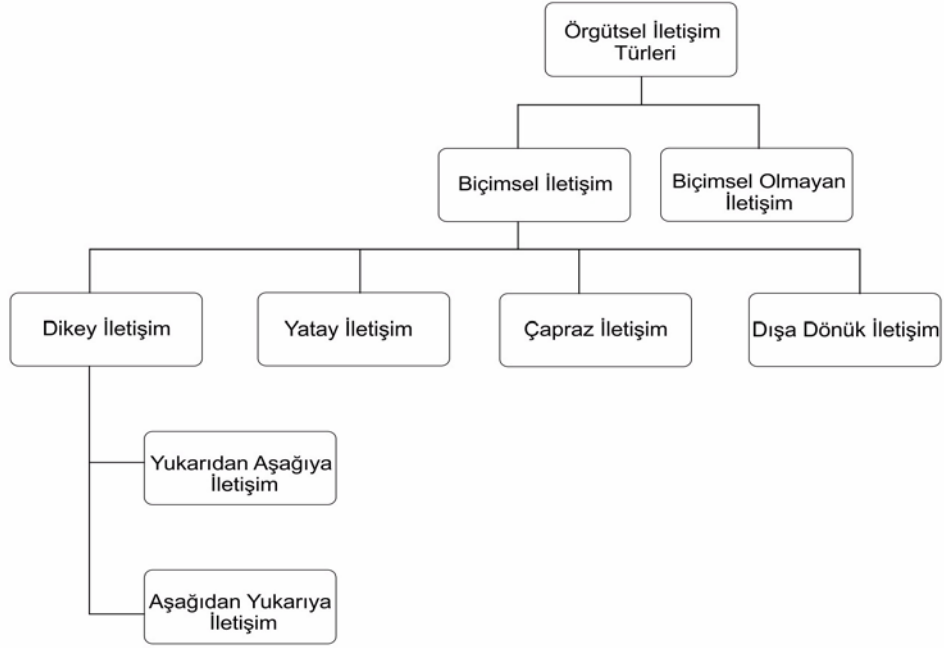 Örgütsel İletişim
Türleri
Biçimsel İletişim
Biçimsel Olmayan
İletişim
Dikey İletişim
Yatay İletişim
Çapraz İletişim
Dışa Dönük İletişim
Yukarıdan Aşağıya
İletişim
Aşağıdan Yukarıya
İletişim